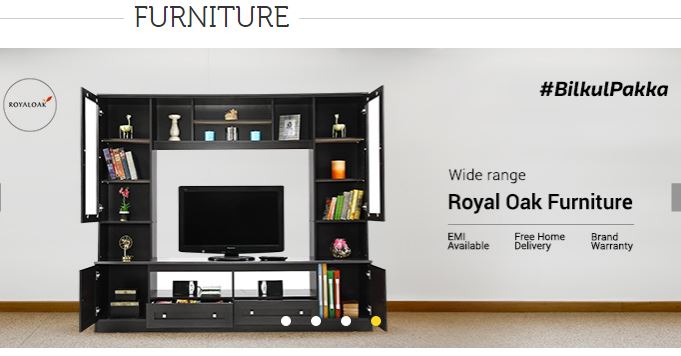 FURNITURE
ROYALOAK
#BilkulPakka
Wide range
Royal Oak Furniture
EMI
Available
Free Home
Delivery
Brand
Warranty